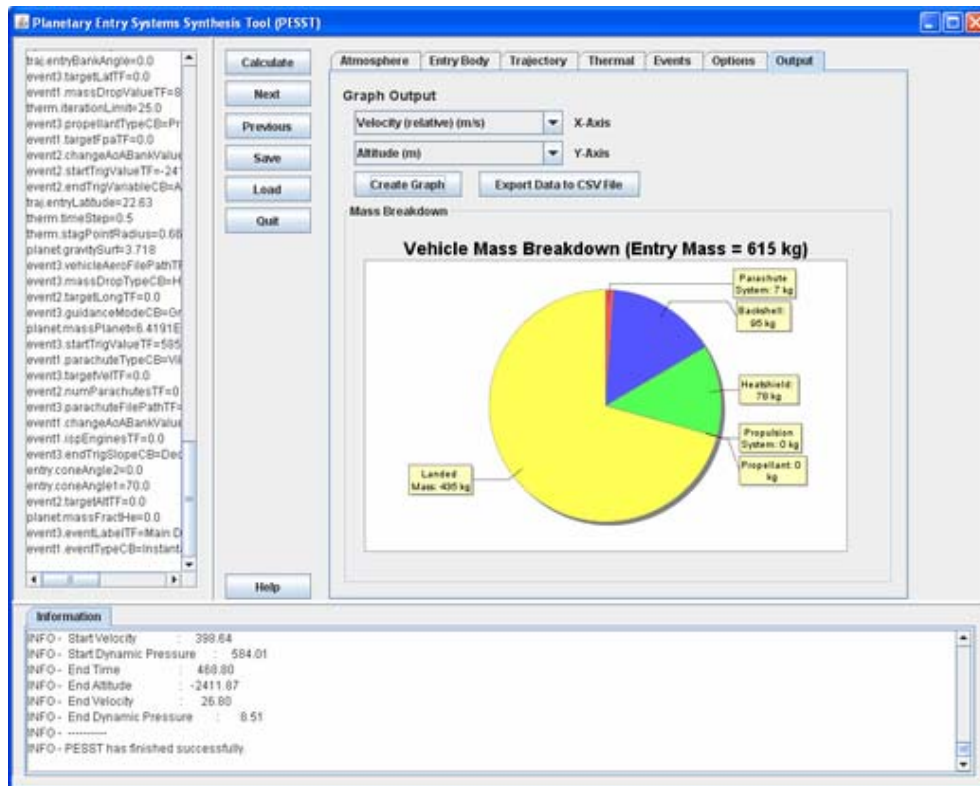 Planetary Entry Systems Synthesis Tool (PESST)
traj.entryBankAngle=0.0
event3.targetLatTF=0.0
event1.massDropValueTF=8
therm.iterationLimit=25.0
event3.propellantTypeCB=Pr
event1.targetFpaTF=0.0
event2.changeAoABankValue
event2.startTrigValueTF=-241
event2.endTrigVariableCB=A
traj.entryLatitude=22.63
therm.timeStep=0.5
therm.stagPointRadius=0.66
planet.gravitySurf=3.718
event3.vehicleAeroFilePathTF
event3.massDropTypeCB=H
event2.targetLongTF=0.0
event3.guidanceModeCB=Gr
planet.massPlanet=6.4191E
event3.startTrigValueTF=585
event1.parachuteTypeCB=Vik
event3.targetVelTF=0.0
event2.numParachutesTF=0
event3.parachuteFilePathTF=
event1.changeAoABankValue
event1.ispEnginesTF=0.0
event3.endTrigSlopeCB=Dec
entry.coneAngle2=0.0
entry.coneAngle1=70.0
event2.targetAltTF=0.0
planet.massFractHe=0.0
event3.eventLabelTF=Main D
event1.eventTypeCB=Instant
Calculate
Next
Previous
Save
Load
Quit
Help
Atmosphere Entry Body Trajectory Thermal Events Options Output
Graph Output
Velocity (relative) (m/s) X-Axis
Altitude (m) Y-Axis
Create Graph Export Data to CSV File
Mass Breakdown
Vehicle Mass Breakdown (Entry Mass = 615 kg)
Parachute
System: 7 kg
Backshell:
95 kg
Heatshield:
78 kg
Propulsion
System: 0 kg
Propellant: 0
kg
Landed
Mass: 435 kg
Information
INFO - Start Velocity : 398.64
INFO - Start Dynamic Pressure : 584.01
INFO - End Time : 468.80
INFO - End Altitude : -2411.87
INFO - End Velocity : 26.80
INFO - End Dynamic Pressure : 8.51
INFO - ----------
INFO - PESST has finished successfully.